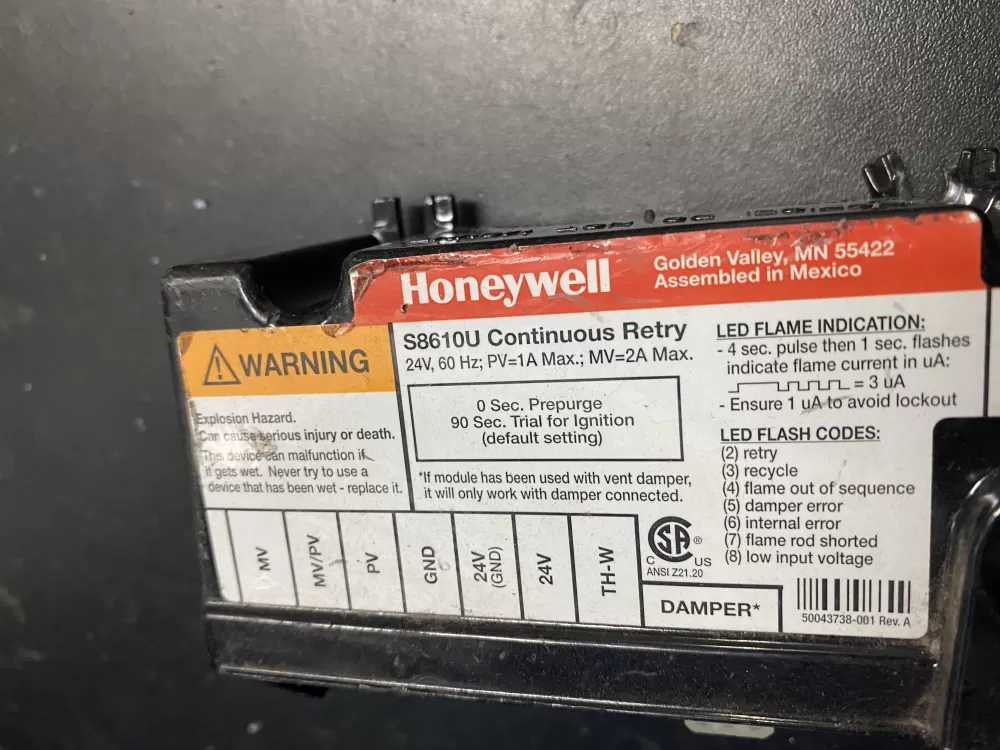 Honeywell
Golden Valley, MN 55422
Assembled in Mexico
WARNING
Explosion Hazard.
Can cause serious injury or death.
This device can malfunction if
it gets wet. Never try to use a
device that has been wet - replace it.
S8610U Continuous Retry
24V, 60 Hz; PV=1A Max.; MV=2A Max.
0 Sec. Prepurge
90 Sec. Trial for Ignition
(default setting)
*If module has been used with vent damper,
it will only work with damper connected.
LED FLAME INDICATION:
- 4 sec. pulse then 1 sec. flashes
indicate flame current in uA:
= 3 uA
- Ensure 1 uA to avoid lockout
LED FLASH CODES:
(2) retry
(3) recycle
(4) flame out of sequence
(5) damper error
(6) internal error
(7) flame rod shorted
(8) low input voltage
MV
MV/PV
PV
GND
24V
(GND)
24V
TH-W
SA ®
C US
ANSI Z21.20
DAMPER*
50043738-001 Rev. A